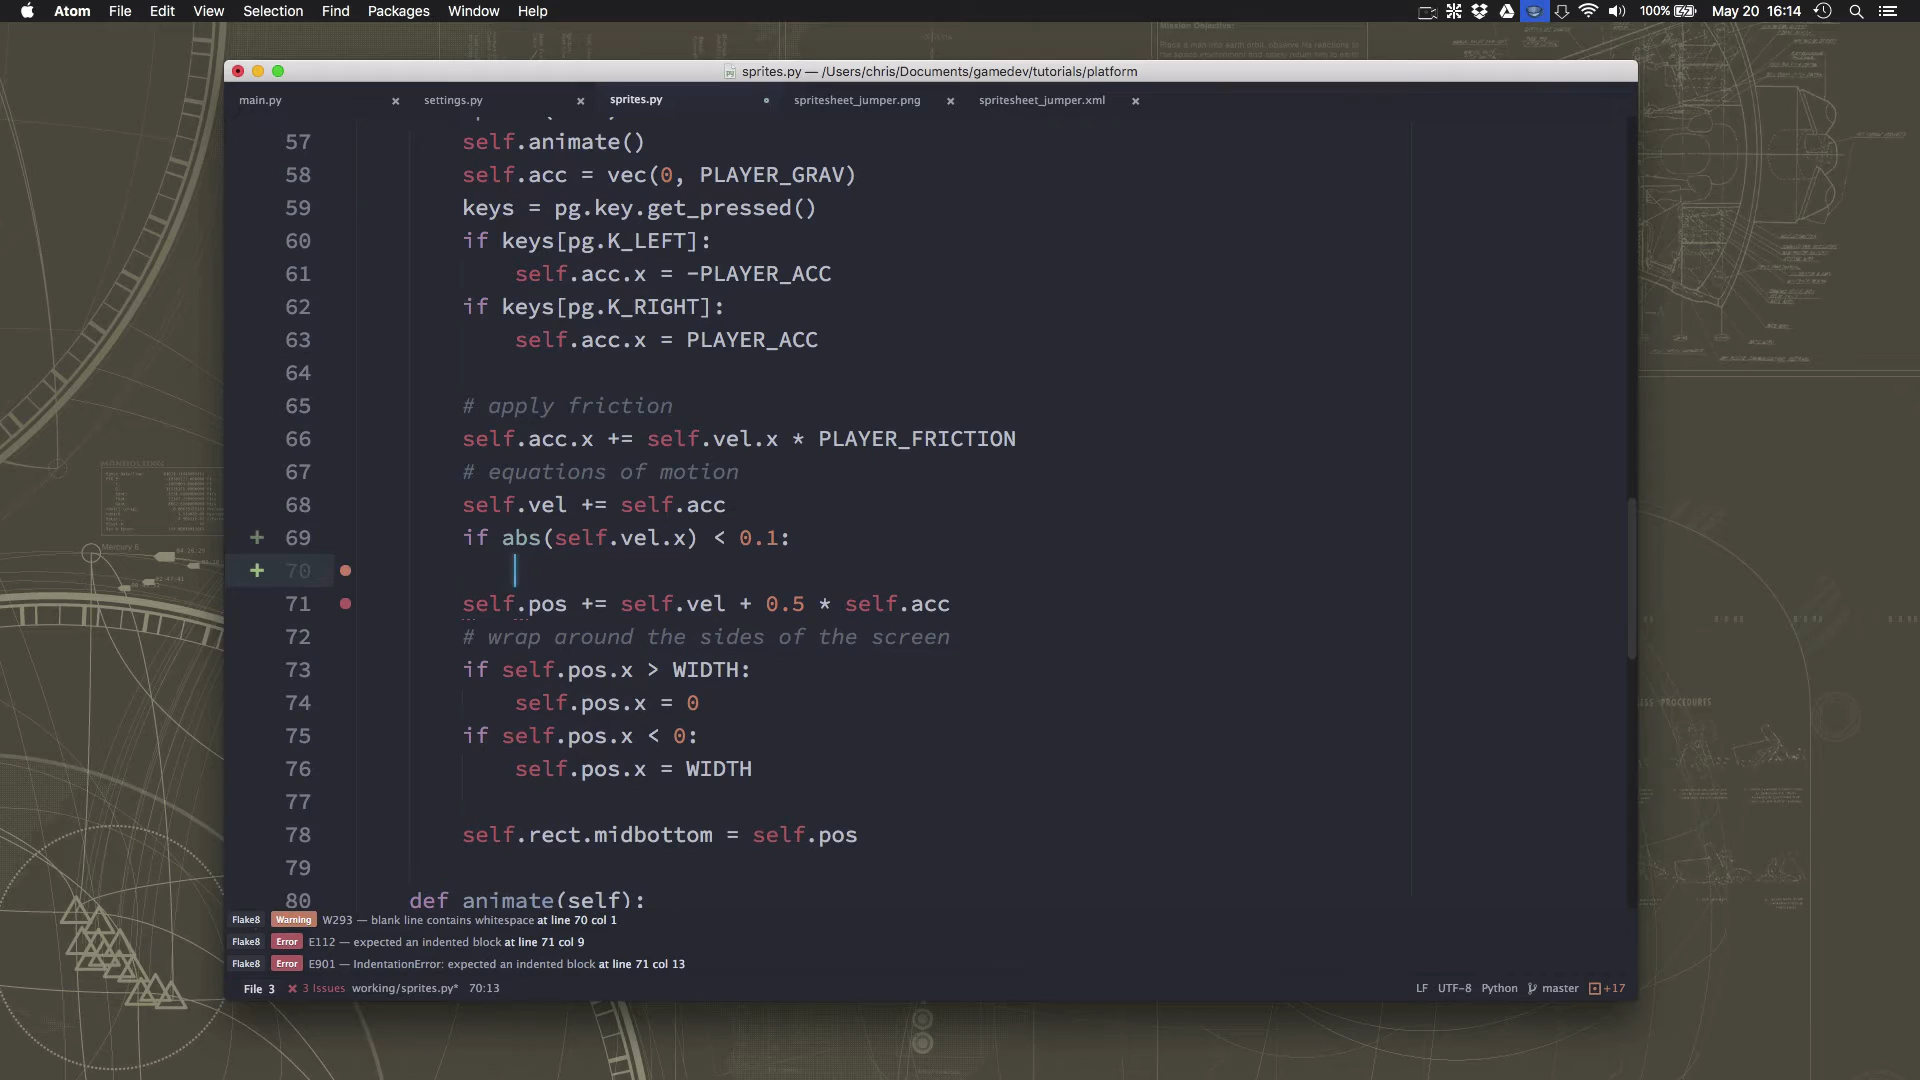 Atom File Edit View Selection Find Packages Window Help 100% May 20 16:14
sprites.py — /Users/chris/Documents/gamedev/tutorials/platform
main.py settings.py sprites.py spritesheet_jumper.png spritesheet_jumper.xml
57 self.animate()
58 self.acc = vec(0, PLAYER_GRAV)
59 keys = pg.key.get_pressed()
60 if keys[pg.K_LEFT]:
61 self.acc.x = -PLAYER_ACC
62 if keys[pg.K_RIGHT]:
63 self.acc.x = PLAYER_ACC
64
65 # apply friction
66 self.acc.x += self.vel.x * PLAYER_FRICTION
67 # equations of motion
68 self.vel += self.acc
+ 69 if abs(self.vel.x) < 0.1:
+ 70
71 self.pos += self.vel + 0.5 * self.acc
72 # wrap around the sides of the screen
73 if self.pos.x > WIDTH:
74 self.pos.x = 0
75 if self.pos.x < 0:
76 self.pos.x = WIDTH
77
78 self.rect.midbottom = self.pos
79
80 def animate(self):
Flake8 Warning W293 — blank line contains whitespace at line 70 col 1
Flake8 Error E112 — expected an indented block at line 71 col 9
Flake8 Error E901 — IndentationError: expected an indented block at line 71 col 13
File 3 3 Issues working/sprites.py* 70:13 LF UTF-8 Python master +17